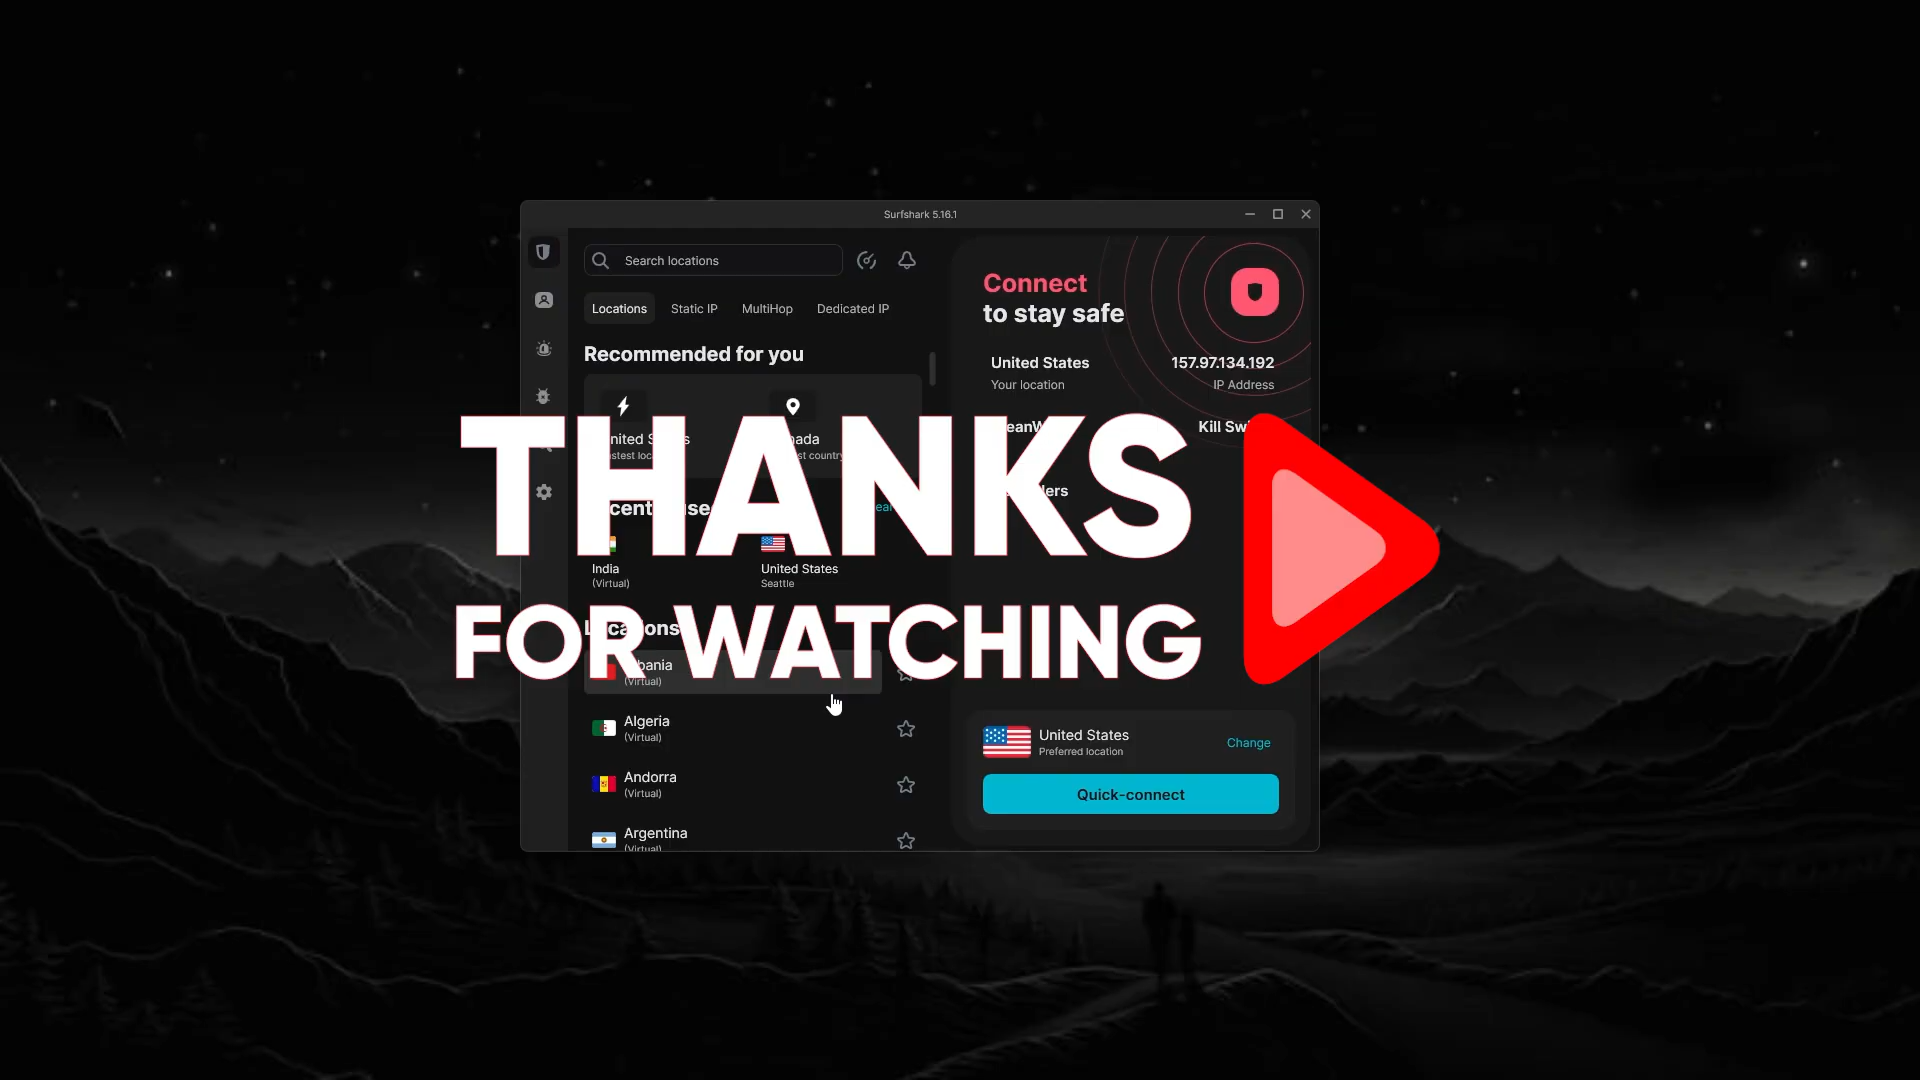 Surfshark 5.16.1
Search locations
Locations
Static IP
MultiHop
Dedicated IP
Recommended for you
India
(Virtual)
United States
Seattle
(Virtual)
Algeria
(Virtual)
Andorra
(Virtual)
Argentina
(Virtual)
Connect
to stay safe
United States
157.97.134.192
Your location
IP Address
Kill
THANKS
FOR WATCHING
United States
Preferred location
Change
Quick-connect